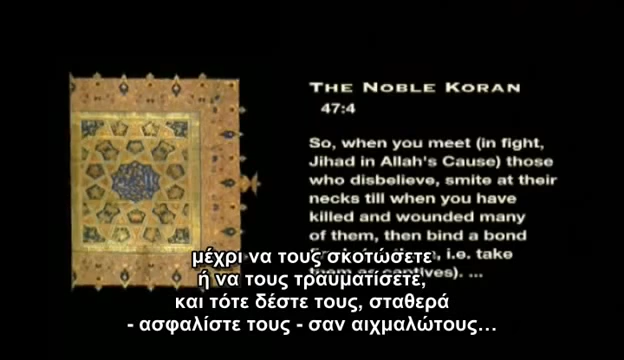 THE NOBLE KORAN
47:4
So, when you meet (in fight,
Jihad in Allah's Cause) those
who disbelieve, smite at their
necks till when you have
killed and wounded many
of them, then bind a bond
i.e. take
captives). ...
μέχρι να τους σκοτώσετε
ή να τους τραυματίσετε,
και τότε δέστε τους, σταθερά
- ασφαλίστε τους - σαν αιχμαλώτους...